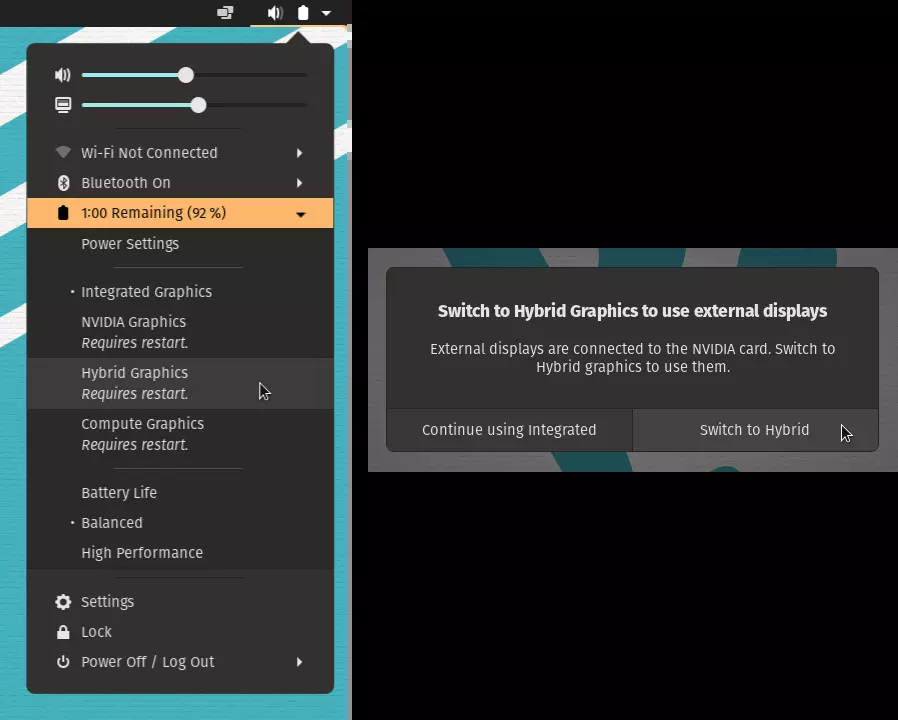 Wi-Fi Not Connected
Bluetooth On
1:00 Remaining (92 %)
Power Settings
• Integrated Graphics
NVIDIA Graphics
Requires restart.
Hybrid Graphics
Requires restart.
Compute Graphics
Requires restart.
Battery Life
• Balanced
High Performance
Settings
Lock
Power Off / Log Out
Switch to Hybrid Graphics to use external displays
External displays are connected to the NVIDIA card. Switch to
Hybrid graphics to use them.
Continue using Integrated
Switch to Hybrid